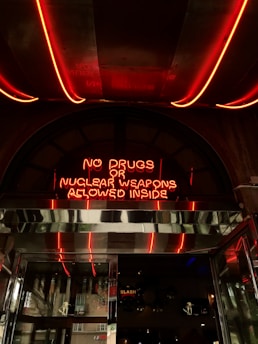 NO DRUGS
OR
NUCLEAR WEAPONS
ALLOWED INSIDE